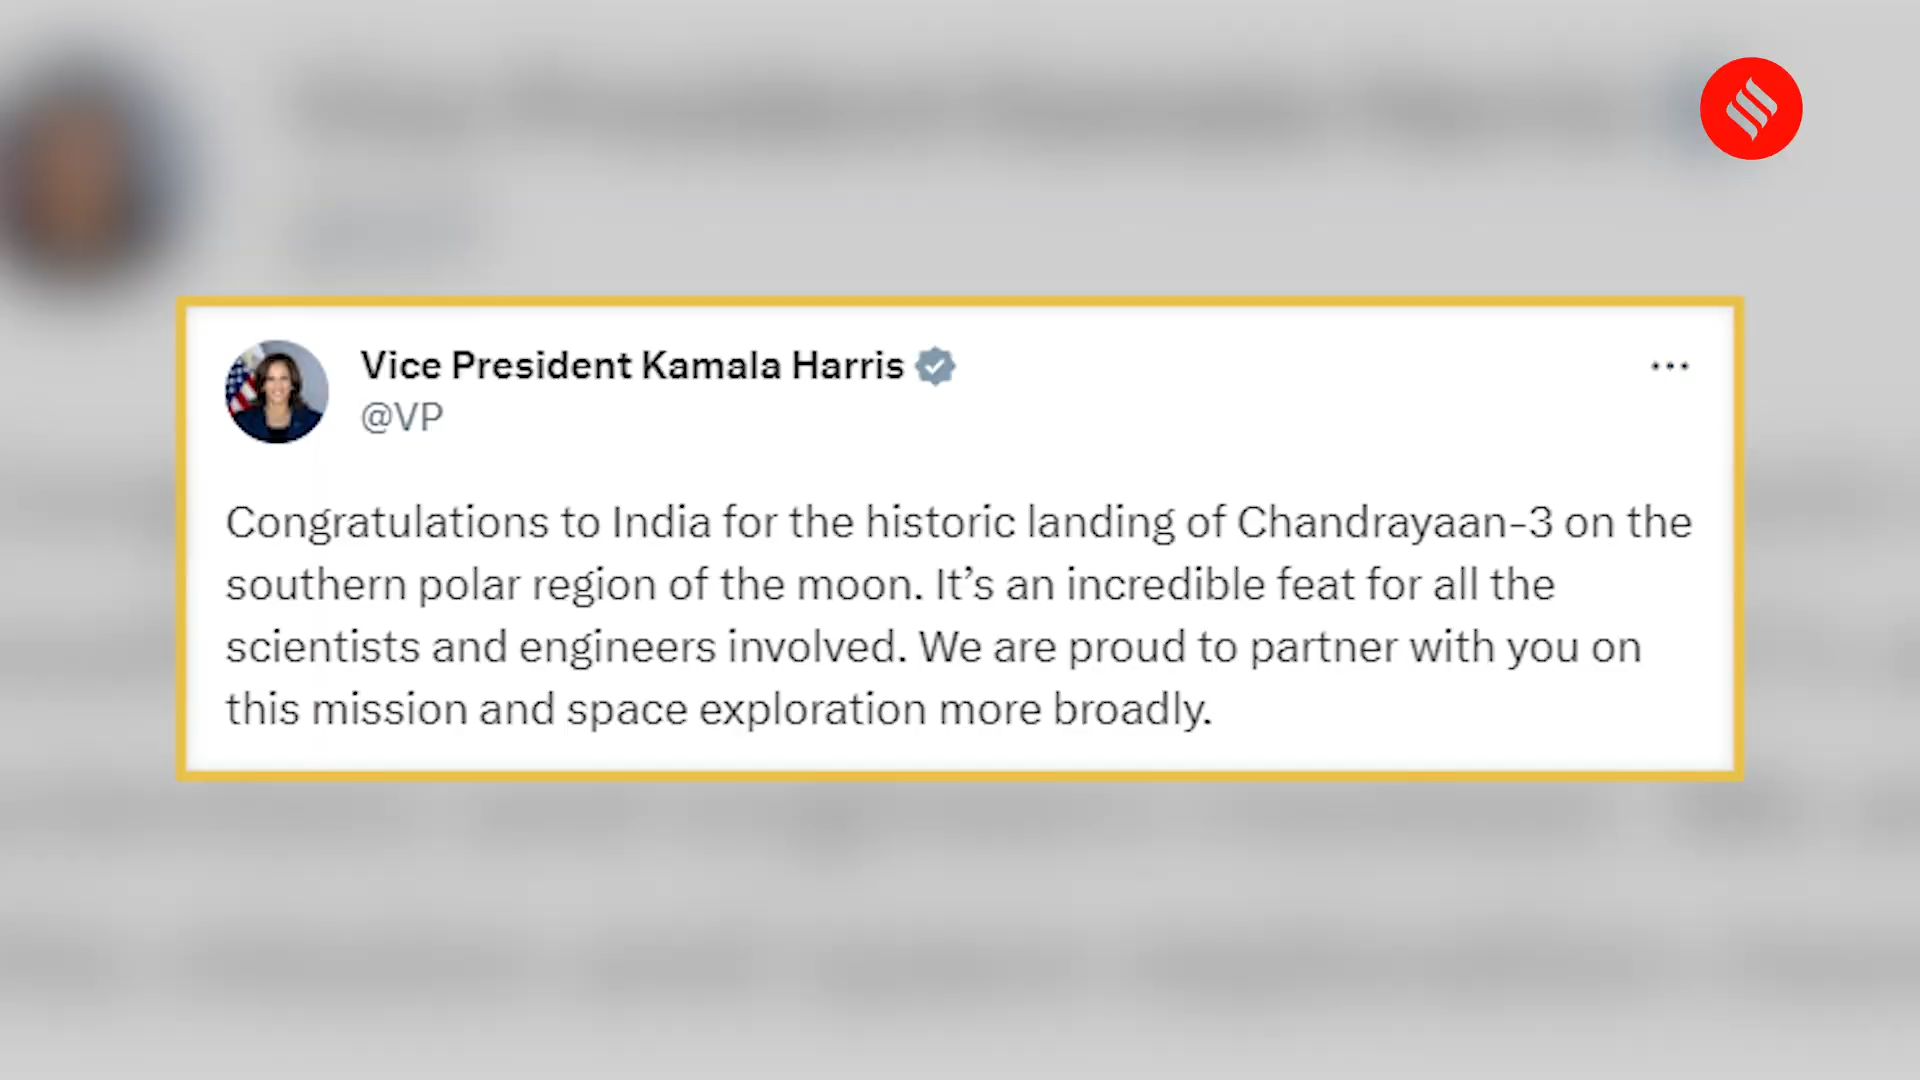 Vice President Kamala Harris
@VP
Congratulations to India for the historic landing of Chandrayaan-3 on the
southern polar region of the moon. It’s an incredible feat for all the
scientists and engineers involved. We are proud to partner with you on
this mission and space exploration more broadly.